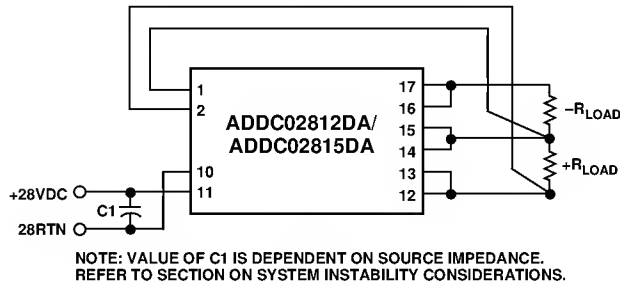 1
2
10
11
ADDC02812DA/
ADDC02815DA
17
16
15
14
13
12
–RLOAD
+RLOAD
+28VDC
C1
28RTN
NOTE: VALUE OF C1 IS DEPENDENT ON SOURCE IMPEDANCE.
REFER TO SECTION ON SYSTEM INSTABILITY CONSIDERATIONS.